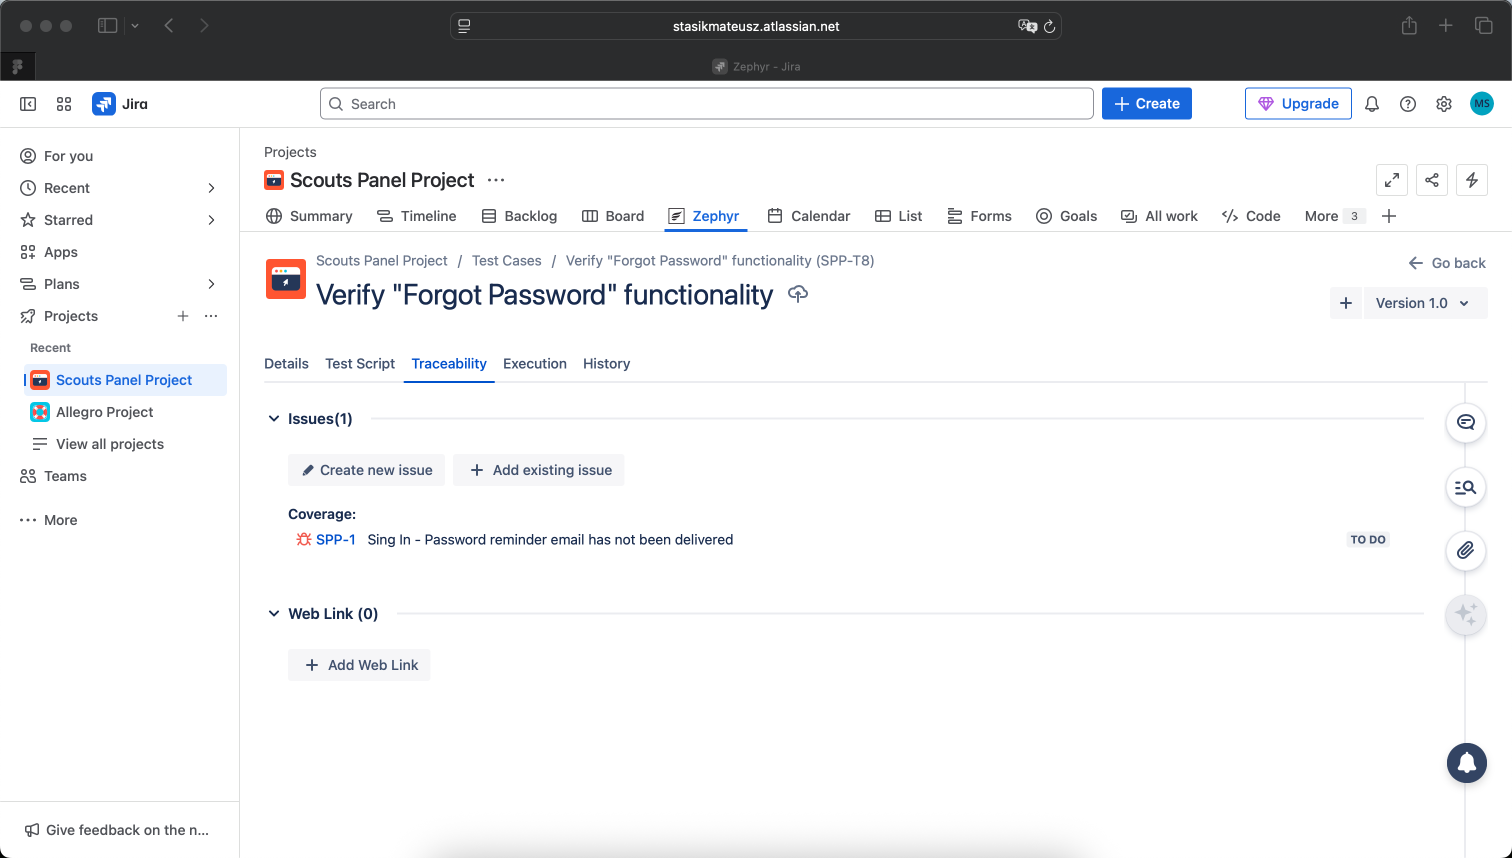 stasikmateusz.atlassian.net
Zephyr - Jira
Jira
Search
Create
Upgrade
MS
For you
Recent
Starred
Apps
Plans
Projects
Recent
Scouts Panel Project
Allegro Project
View all projects
Teams
More
Give feedback on the n...
Projects
Scouts Panel Project
Summary Timeline Backlog Board Zephyr Calendar List Forms Goals All work Code More 3
Scouts Panel Project / Test Cases / Verify "Forgot Password" functionality (SPP-T8)
Go back
Verify "Forgot Password" functionality
Version 1.0
Details Test Script Traceability Execution History
Issues(1)
Create new issue Add existing issue
Coverage:
SPP-1 Sing In - Password reminder email has not been delivered TO DO
Web Link (0)
Add Web Link